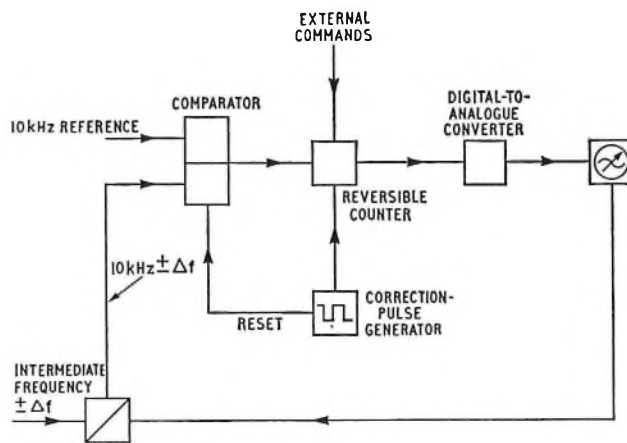 EXTERNAL
COMMANDS
COMPARATOR
DIGITAL-TO-
ANALOGUE
CONVERTER
10kHz REFERENCE
REVERSIBLE
COUNTER
10kHz ± Δf
RESET
CORRECTION-
PULSE
GENERATOR
INTERMEDIATE
FREQUENCY
± Δf